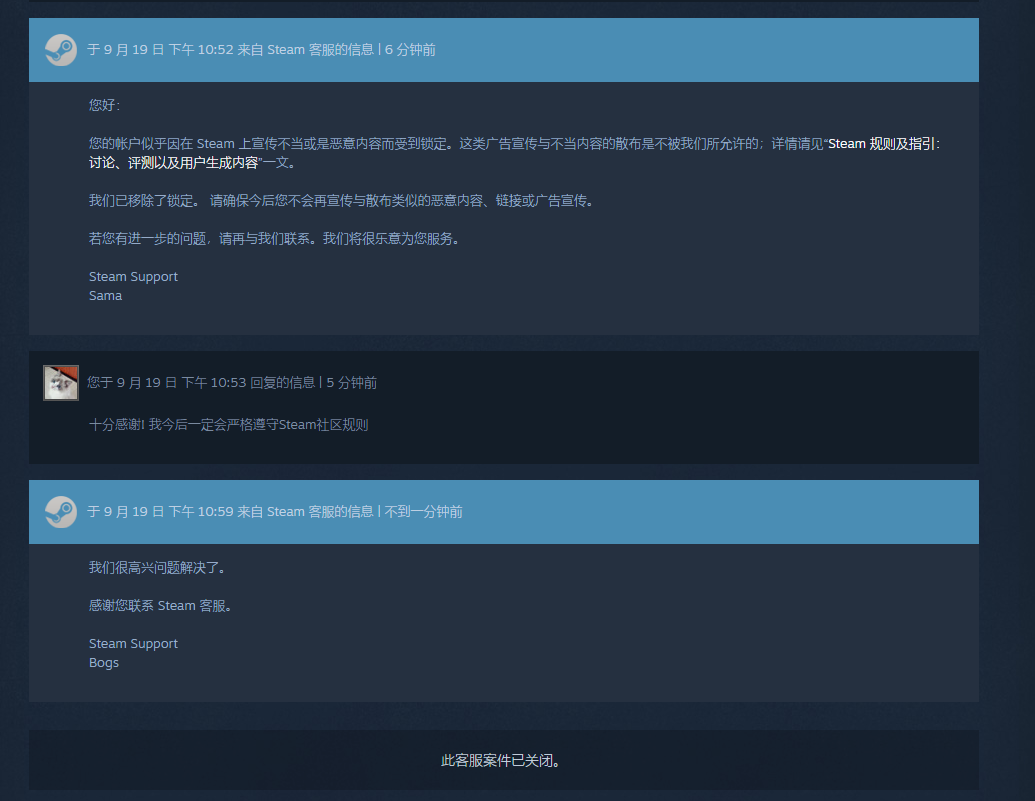 于 9 月 19 日 下午 10:52 来自 Steam 客服的信息 | 6 分钟前
您好：
您的帐户似乎因在 Steam 上宣传不当或是恶意内容而受到锁定。这类广告宣传与不当内容的散布是不被我们所允许的；详情请见“Steam 规则及指引：
讨论、评测以及用户生成内容”一文。
我们已移除了锁定。 请确保今后您不会再宣传与散布类似的恶意内容、链接或广告宣传。
若您有进一步的问题，请再与我们联系。我们将很乐意为您服务。
Steam Support
Sama
您于 9 月 19 日 下午 10:53 回复的信息 | 5 分钟前
十分感谢! 我今后一定会严格遵守Steam社区规则
于 9 月 19 日 下午 10:59 来自 Steam 客服的信息 | 不到一分钟前
我们很高兴问题解决了。
感谢您联系 Steam 客服。
Steam Support
Bogs
此客服案件已关闭。